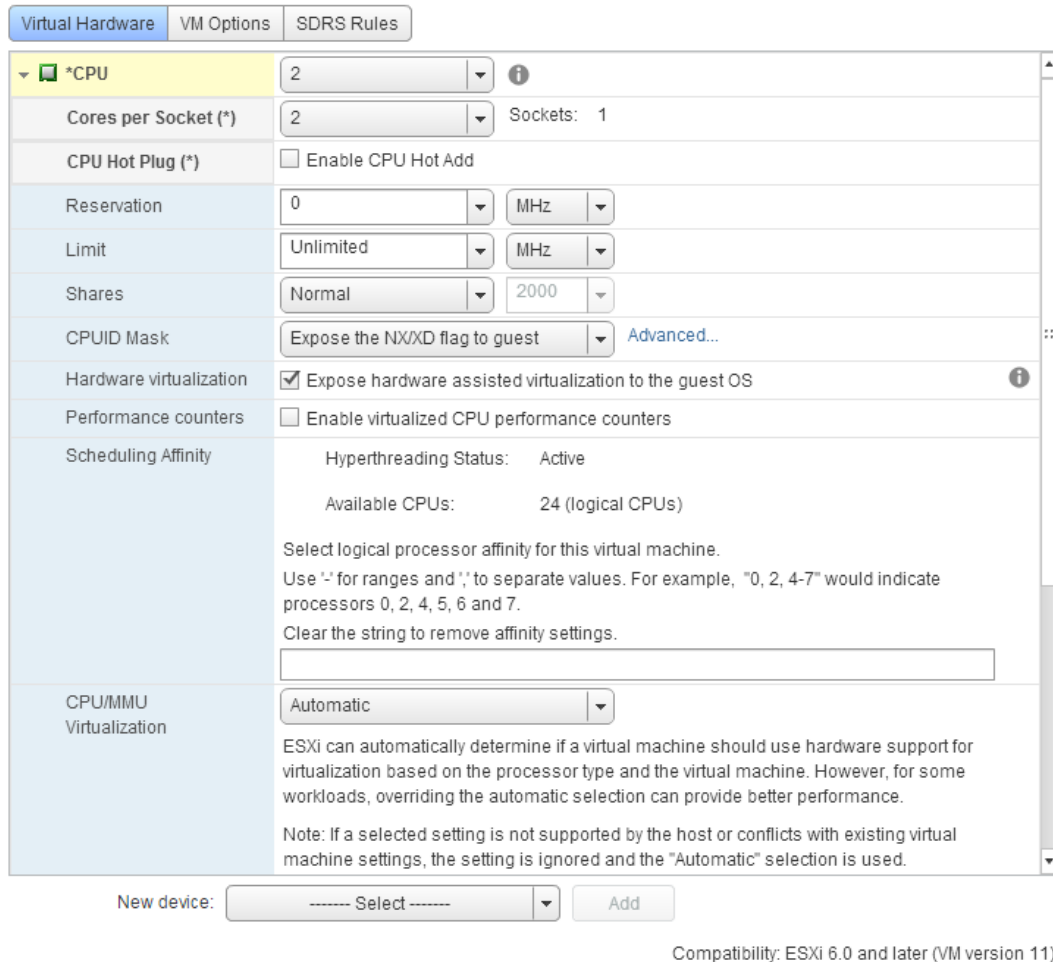 Virtual Hardware VM Options SDRS Rules
*CPU 2
Cores per Socket (*) 2 Sockets: 1
CPU Hot Plug (*) Enable CPU Hot Add
Reservation 0 MHz
Limit Unlimited MHz
Shares Normal 2000
CPUID Mask Expose the NX/XD flag to guest Advanced...
Hardware virtualization Expose hardware assisted virtualization to the guest OS
Performance counters Enable virtualized CPU performance counters
Scheduling Affinity Hyperthreading Status: Active
Available CPUs: 24 (logical CPUs)
Select logical processor affinity for this virtual machine.
Use '-' for ranges and ',' to separate values. For example, "0, 2, 4-7" would indicate
processors 0, 2, 4, 5, 6 and 7.
Clear the string to remove affinity settings.
CPU/MMU Automatic
Virtualization
ESXi can automatically determine if a virtual machine should use hardware support for
virtualization based on the processor type and the virtual machine. However, for some
workloads, overriding the automatic selection can provide better performance.
Note: If a selected setting is not supported by the host or conflicts with existing virtual
machine settings, the setting is ignored and the "Automatic" selection is used.
New device: ------- Select ------- Add
Compatibility: ESXi 6.0 and later (VM version 11)